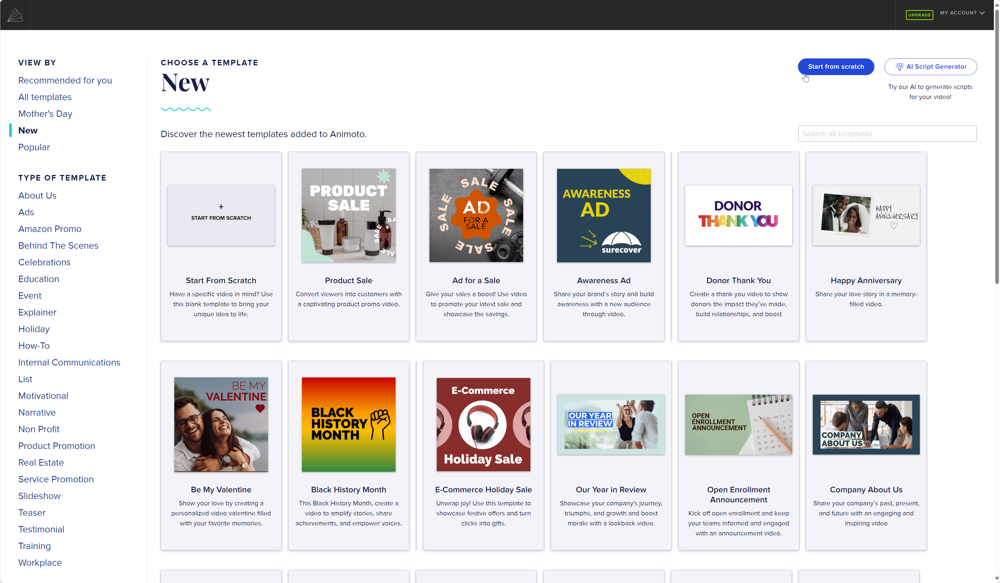 UPGRADE
MY ACCOUNT
VIEW BY
Recommended for you
All templates
Mother's Day
New
Popular
TYPE OF TEMPLATE
About Us
Ads
Amazon Promo
Behind The Scenes
Celebrations
Education
Event
Explainer
Holiday
How-To
Internal Communications
List
Motivational
Narrative
Non Profit
Product Promotion
Real Estate
Service Promotion
Slideshow
Teaser
Testimonial
Training
Workplace
CHOOSE A TEMPLATE
New
Start from scratch
AI Script Generator
Try our AI to generate scripts
for your video!
Discover the newest templates added to Animoto.
Search all templates
+
START FROM SCRATCH
Start From Scratch
Have a specific video in mind? Use
this blank template to bring your
unique idea to life.
PRODUCT
SALE
SALE
Product Sale
Convert viewers into customers with
a captivating product promo video.
SALE
SALE
SALE
SALE
AD
FOR A
SALE
Ad for a Sale
Give your sales a boost! Use video
to promote your latest sale and
showcase the savings.
AWARENESS
AD
surecover
Awareness Ad
Share your brand’s story and build
awareness with a new audience
through video.
DONOR
THANK YOU
Donor Thank You
Create a thank you video to show
donors the impact they’ve made,
build relationships, and boost
HAPPY
ANNIVERSARY
Happy Anniversary
Share your love story in a memory-
filled video.
BE MY
VALENTINE
Be My Valentine
Show your love by creating a
personalized video valentine filled
with your favorite memories.
BLACK
HISTORY
MONTH
Black History Month
This Black History Month, create a
video to amplify stories, share
achievements, and empower voices.
E-Commerce
Holiday Sale
E-Commerce Holiday Sale
Unwrap joy! Use this template to
showcase festive offers and turn
clicks into gifts.
OUR YEAR
IN REVIEW
Our Year in Review
Showcase your company's journey,
triumphs, and growth and boost
morale with a lookback video.
OPEN
ENROLLMENT
ANNOUNCEMENT
Open Enrollment
Announcement
Kick off open enrollment and keep
your teams informed and engaged
with an announcement video.
COMPANY
ABOUT US
Company About Us
Share your company’s past, present,
and future with an engaging and
inspiring video